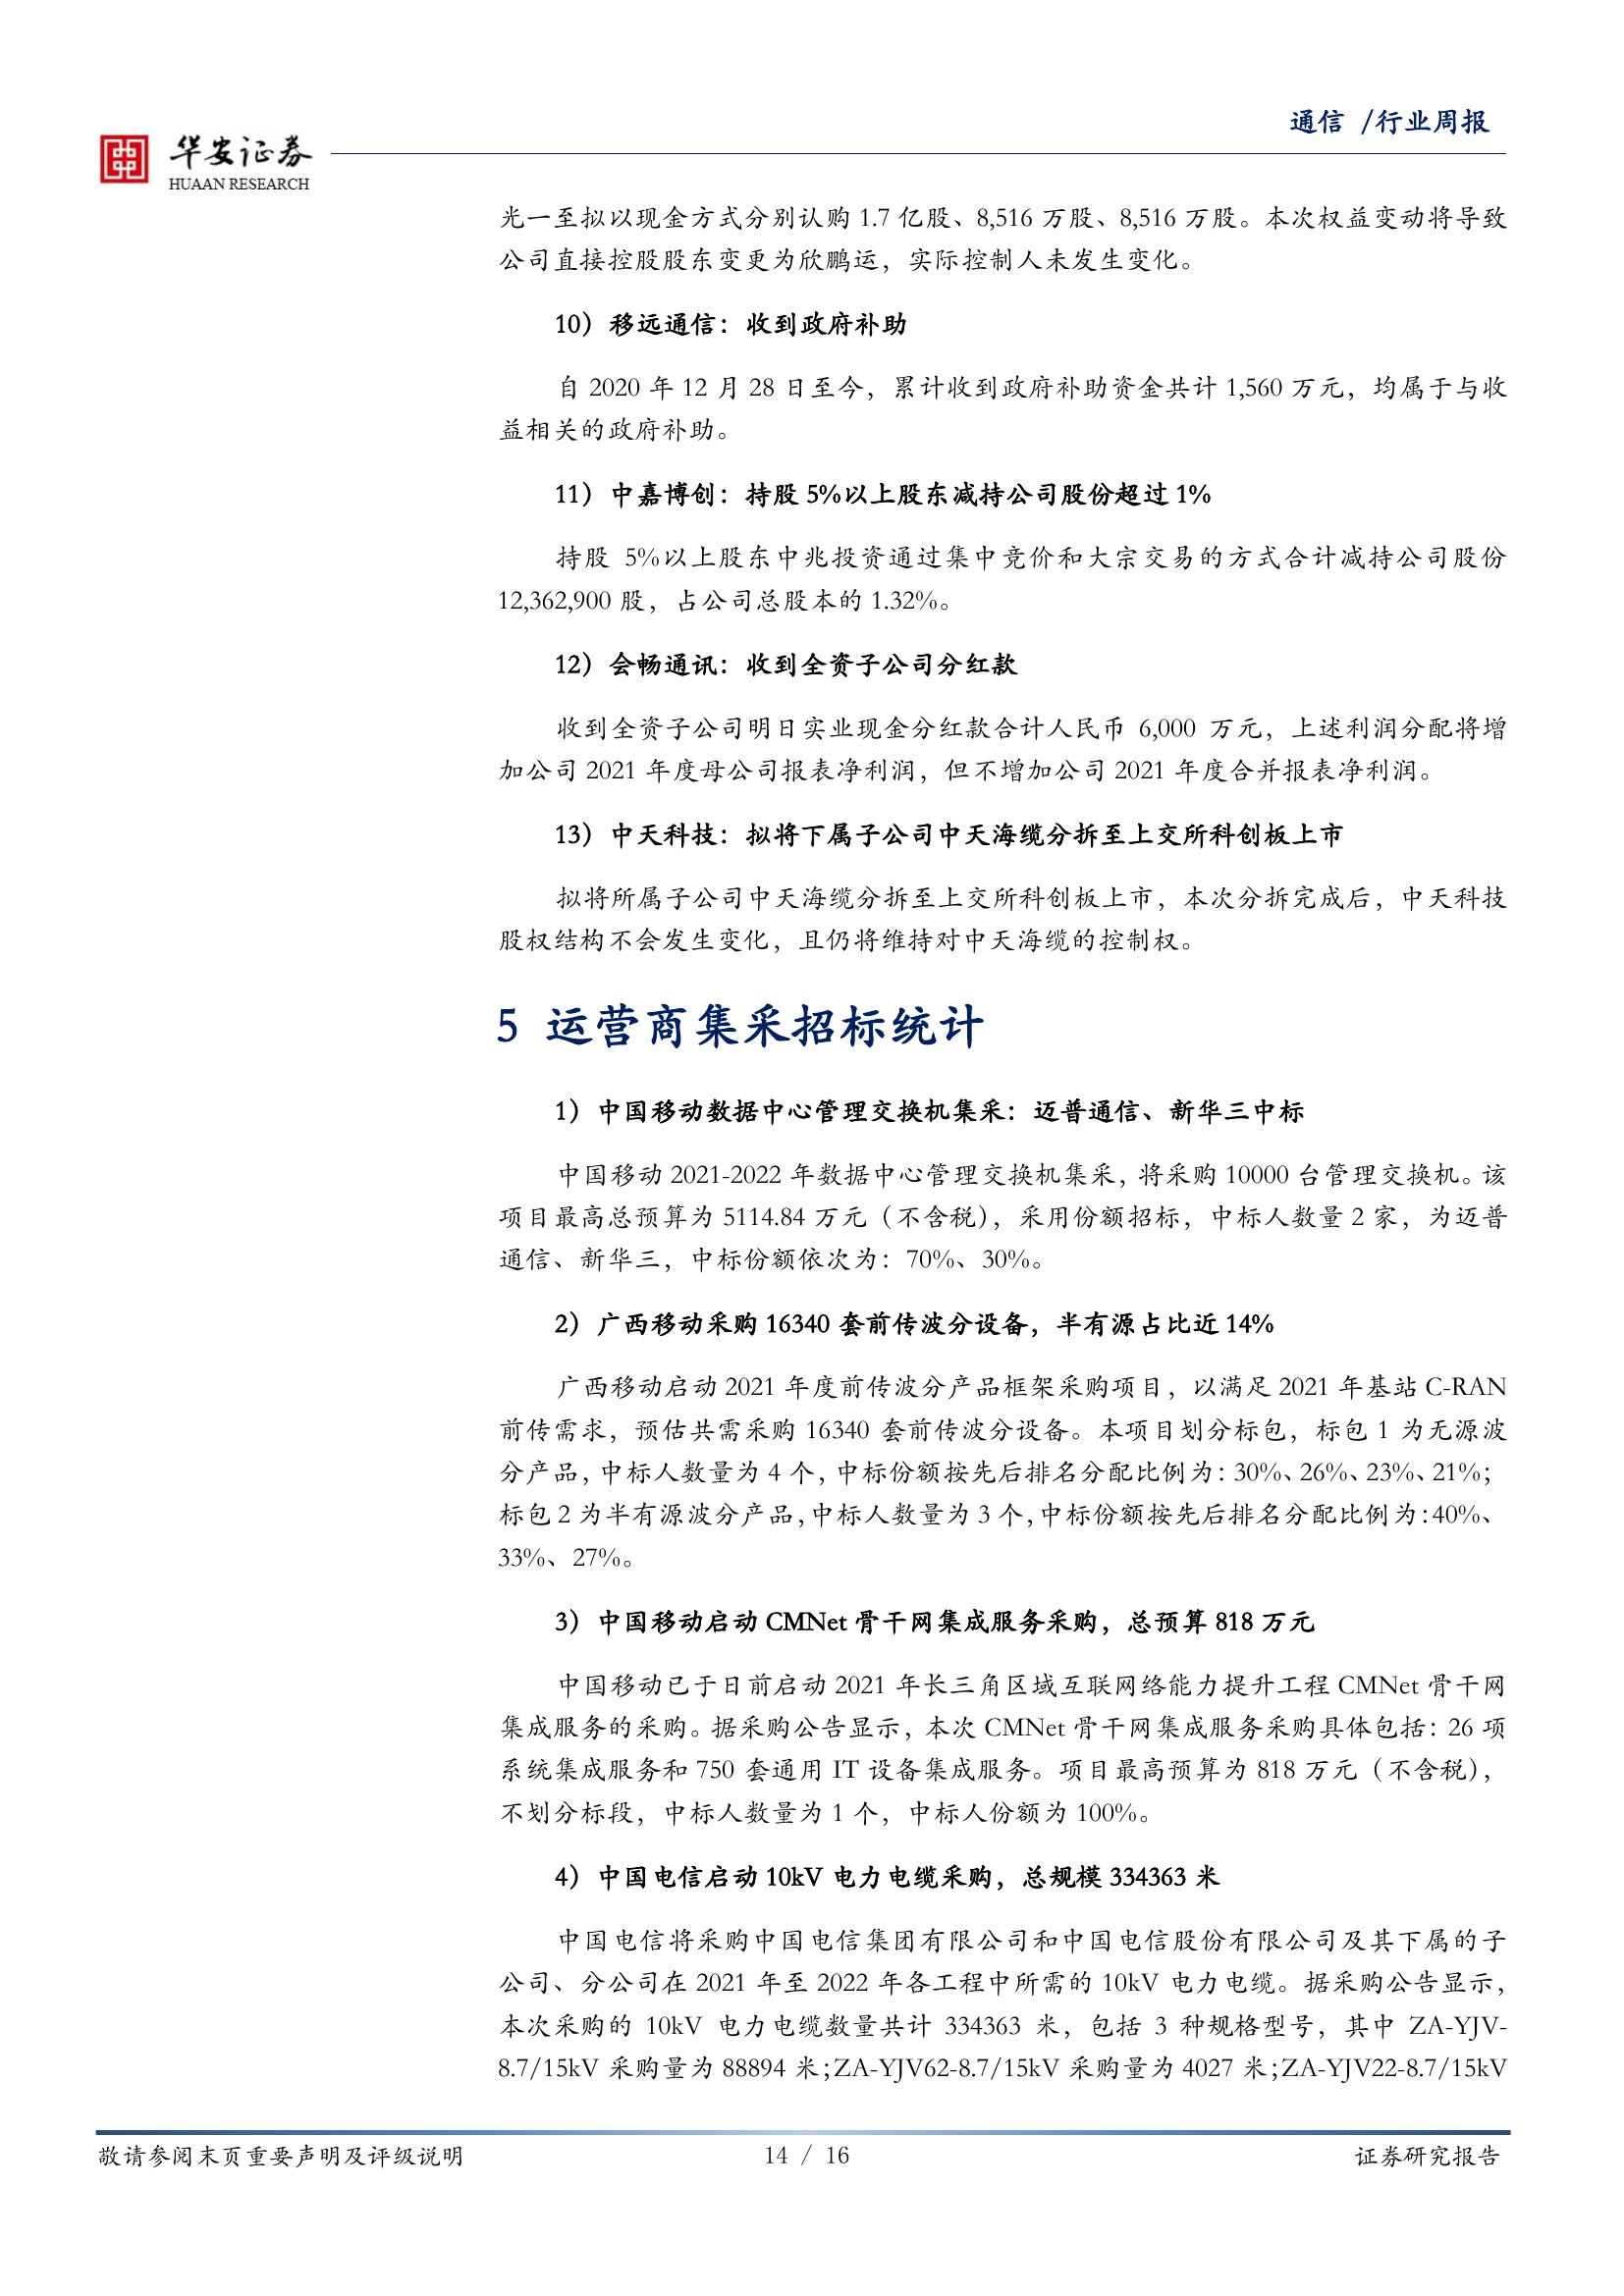 通信 /行业周报
华安证券
HUAAN RESEARCH
光一至拟以现金方式分别认购 1.7 亿股、8,516 万股、8,516 万股。本次权益变动将导致
公司直接控股股东变更为欣鹏运，实际控制人未发生变化。
10）移远通信：收到政府补助
自 2020 年 12 月 28 日至今，累计收到政府补助资金共计 1,560 万元，均属于与收
益相关的政府补助。
11）中嘉博创：持股 5%以上股东减持公司股份超过 1%
持股 5%以上股东中兆投资通过集中竞价和大宗交易的方式合计减持公司股份
12,362,900 股，占公司总股本的 1.32%。
12）会畅通讯：收到全资子公司分红款
收到全资子公司明日实业现金分红款合计人民币 6,000 万元，上述利润分配将增
加公司 2021 年度母公司报表净利润，但不增加公司 2021 年度合并报表净利润。
13）中天科技：拟将下属子公司中天海缆分拆至上交所科创板上市
拟将所属子公司中天海缆分拆至上交所科创板上市，本次分拆完成后，中天科技
股权结构不会发生变化，且仍将维持对中天海缆的控制权。
5 运营商集采招标统计
1）中国移动数据中心管理交换机集采：迈普通信、新华三中标
中国移动 2021-2022 年数据中心管理交换机集采，将采购 10000 台管理交换机。该
项目最高总预算为 5114.84 万元（不含税），采用份额招标，中标人数量 2 家，为迈普
通信、新华三，中标份额依次为：70%、30%。
2）广西移动采购 16340 套前传波分设备，半有源占比近 14%
广西移动启动 2021 年度前传波分产品框架采购项目，以满足 2021 年基站 C-RAN
前传需求，预估共需采购 16340 套前传波分设备。本项目划分标包，标包 1 为无源波
分产品，中标人数量为 4 个，中标份额按先后排名分配比例为：30%、26%、23%、21%；
标包 2 为半有源波分产品，中标人数量为 3 个，中标份额按先后排名分配比例为：40%、
33%、27%。
3）中国移动启动 CMNet 骨干网集成服务采购，总预算 818 万元
中国移动已于日前启动 2021 年长三角区域互联网络能力提升工程 CMNet 骨干网
集成服务的采购。据采购公告显示，本次 CMNet 骨干网集成服务采购具体包括：26 项
系统集成服务和 750 套通用 IT 设备集成服务。项目最高预算为 818 万元（不含税），
不划分标段，中标人数量为 1 个，中标人份额为 100%。
4）中国电信启动 10kV 电力电缆采购，总规模 334363 米
中国电信将采购中国电信集团有限公司和中国电信股份有限公司及其下属的子
公司、分公司在 2021 年至 2022 年各工程中所需的 10kV 电力电缆。据采购公告显示，
本次采购的 10kV 电力电缆数量共计 334363 米，包括 3 种规格型号，其中 ZA-YJV-
8.7/15kV 采购量为 88894 米；ZA-YJV62-8.7/15kV 采购量为 4027 米；ZA-YJV22-8.7/15kV
敬请参阅末页重要声明及评级说明
14 / 16
证券研究报告